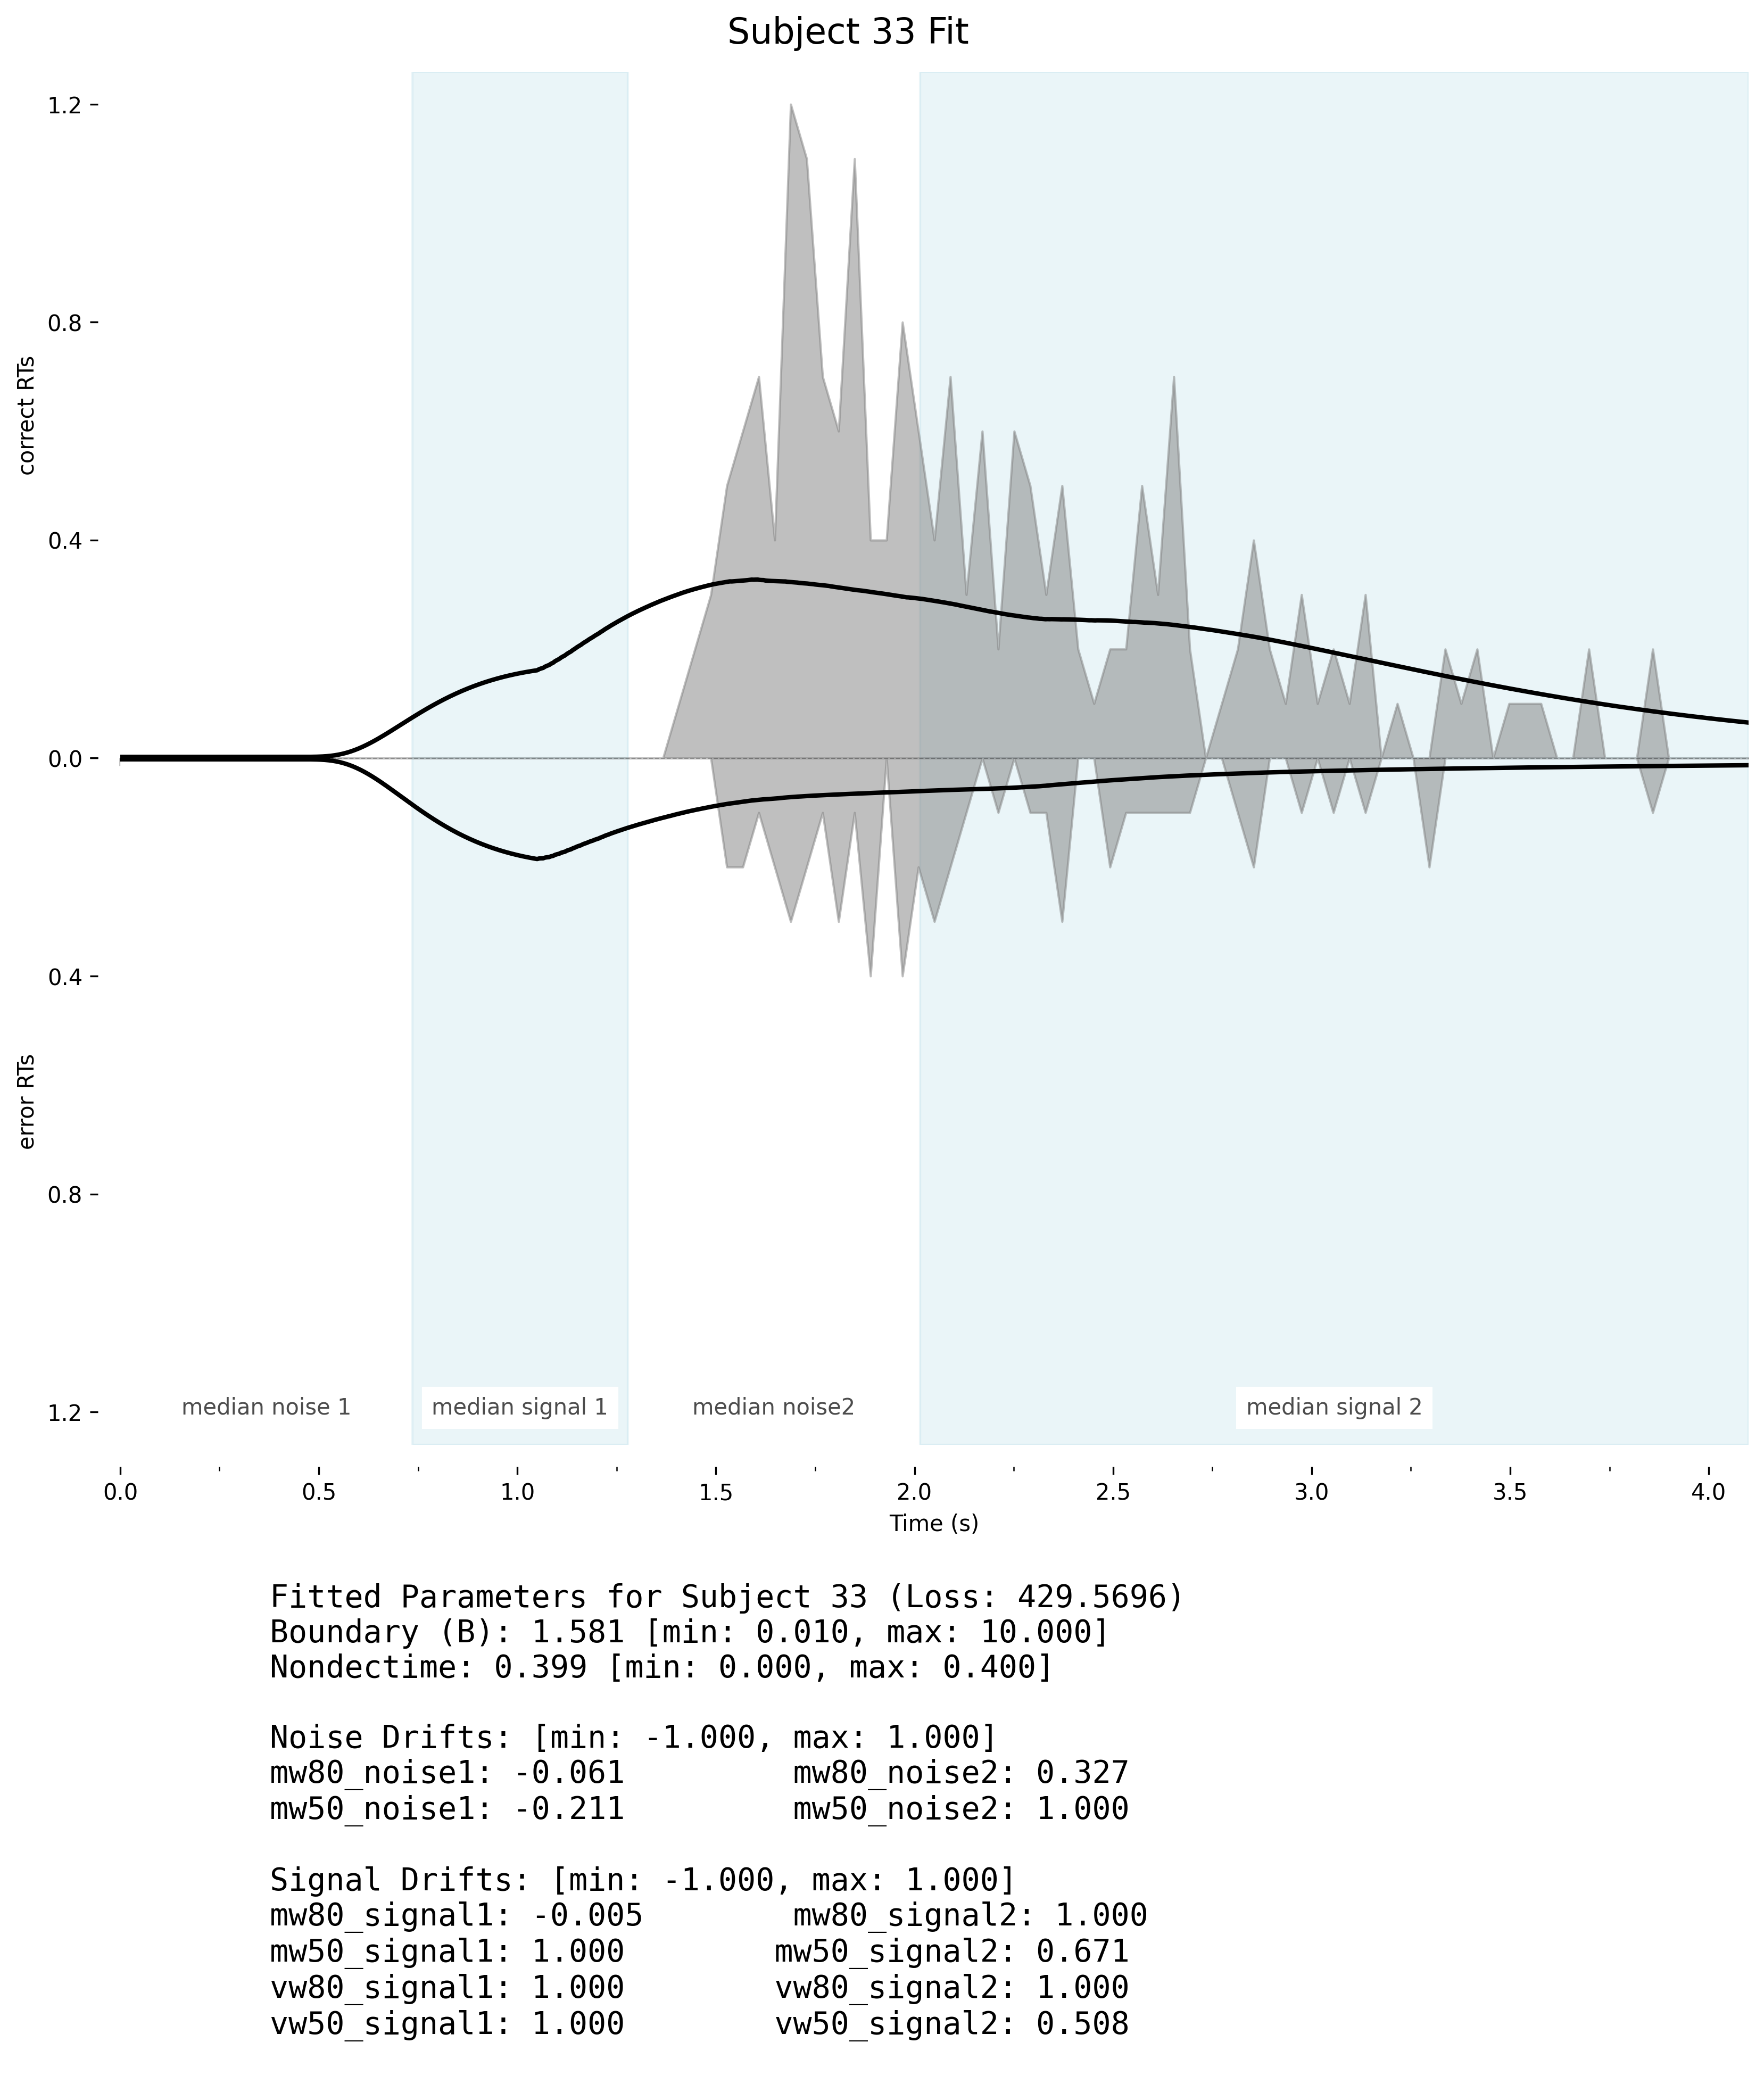 Subject 33 Fit
1.2
0.8
0.4
0.0
0.4
0.8
1.2
correct RTs
error RTs
median noise 1
median signal 1
median noise2
median signal 2
0.0 0.5 1.0 1.5 2.0 2.5 3.0 3.5 4.0
Time (s)
Fitted Parameters for Subject 33 (Loss: 429.5696)
Boundary (B): 1.581 [min: 0.010, max: 10.000]
Nondectime: 0.399 [min: 0.000, max: 0.400]
Noise Drifts: [min: -1.000, max: 1.000]
mw80_noise1: -0.061 mw80_noise2: 0.327
mw50_noise1: -0.211 mw50_noise2: 1.000
Signal Drifts: [min: -1.000, max: 1.000]
mw80_signal1: -0.005 mw80_signal2: 1.000
mw50_signal1: 1.000 mw50_signal2: 0.671
vw80_signal1: 1.000 vw80_signal2: 1.000
vw50_signal1: 1.000 vw50_signal2: 0.508